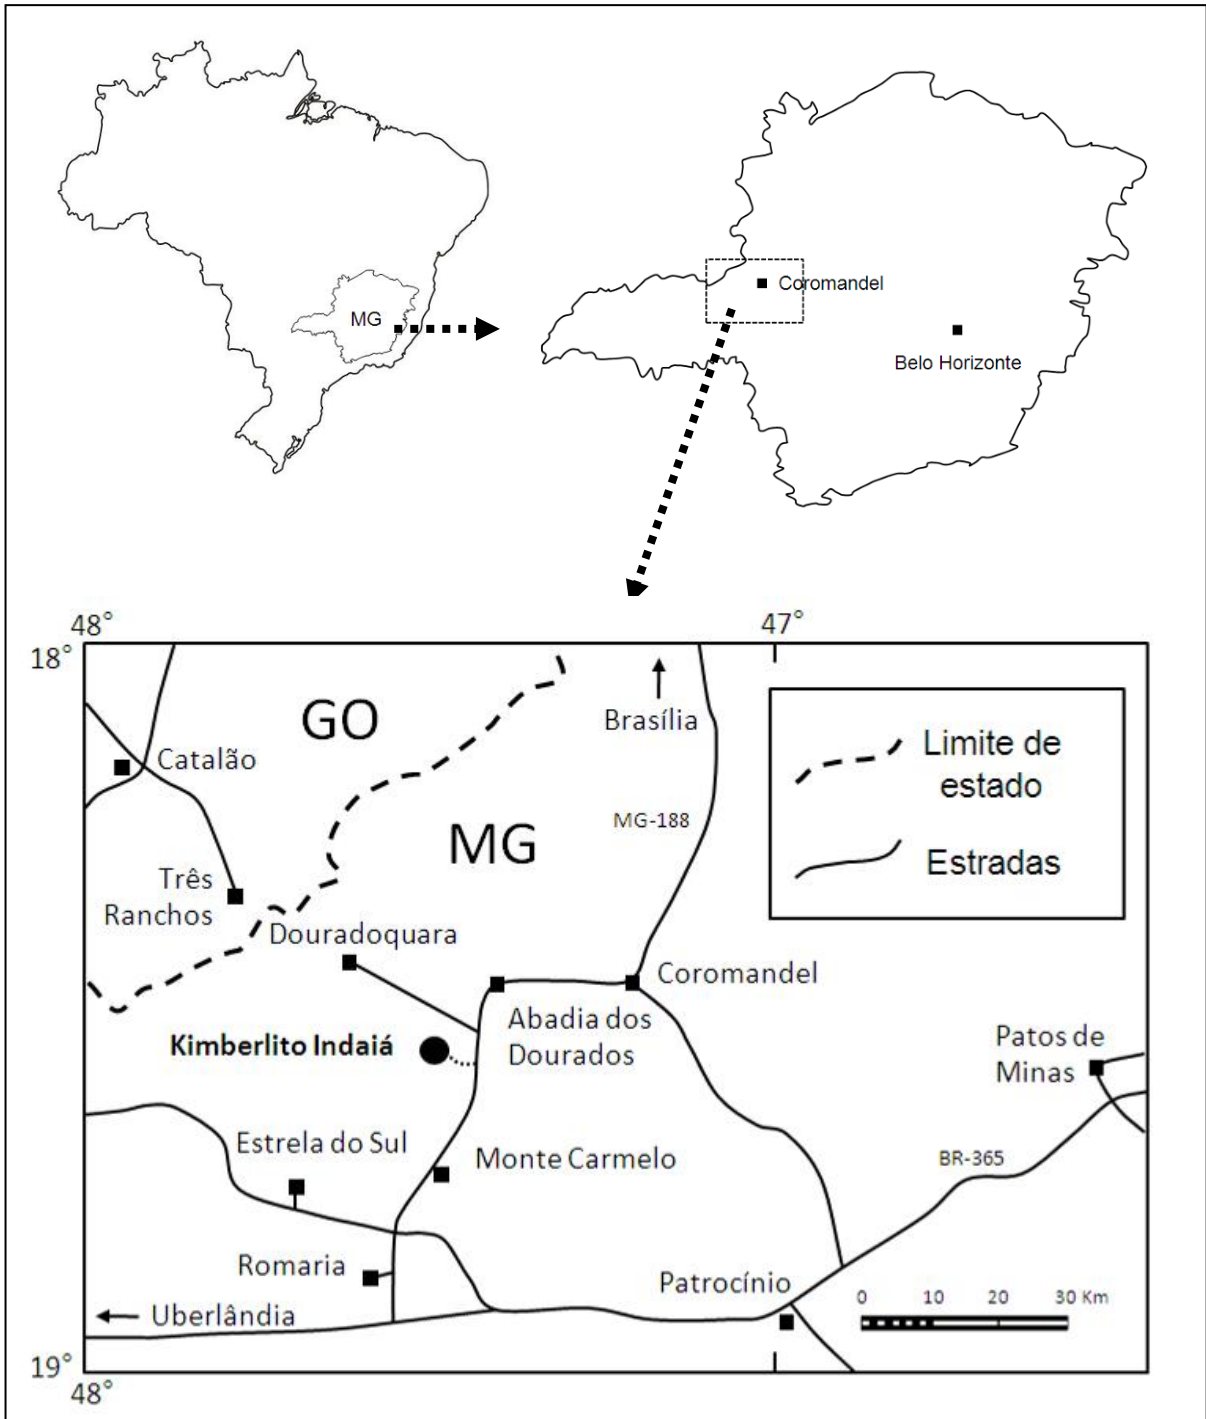 MG
Coromandel
Belo Horizonte
48°
47°
18°
GO
Brasília
Limite de
estado
Catalão
MG-188
MG
Estradas
Três
Ranchos
Douradoquara
Coromandel
Abadia dos
Dourados
Kimberlito Indaiá
Patos de
Minas
Estrela do Sul
Monte Carmelo
BR-365
Romaria
Patrocínio
Uberlândia
0 10 20 30 Km
19°
48°